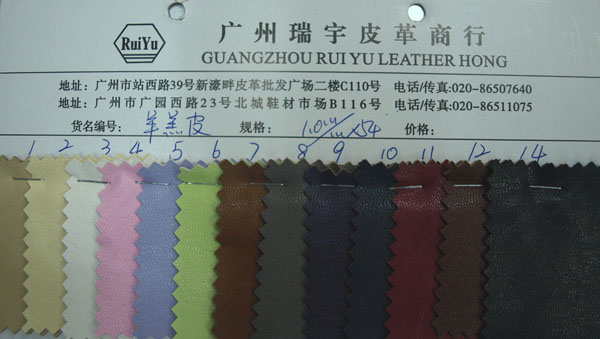 RuiYu
广州瑞宇皮革商行
GUANGZHOU RUI YU LEATHER HONG
地址:广州市站西路39号新濠畔皮革批发广场二楼C110号 电话/传真:020-86507640
地址:广州市广园西路23号北城鞋材市场B116号 电话/传真:020-86511075
货名编号: 羊羔皮 规格: 1.0m/m×54 价格:
1 2 3 4 5 6 7 8 9 10 11 12 14